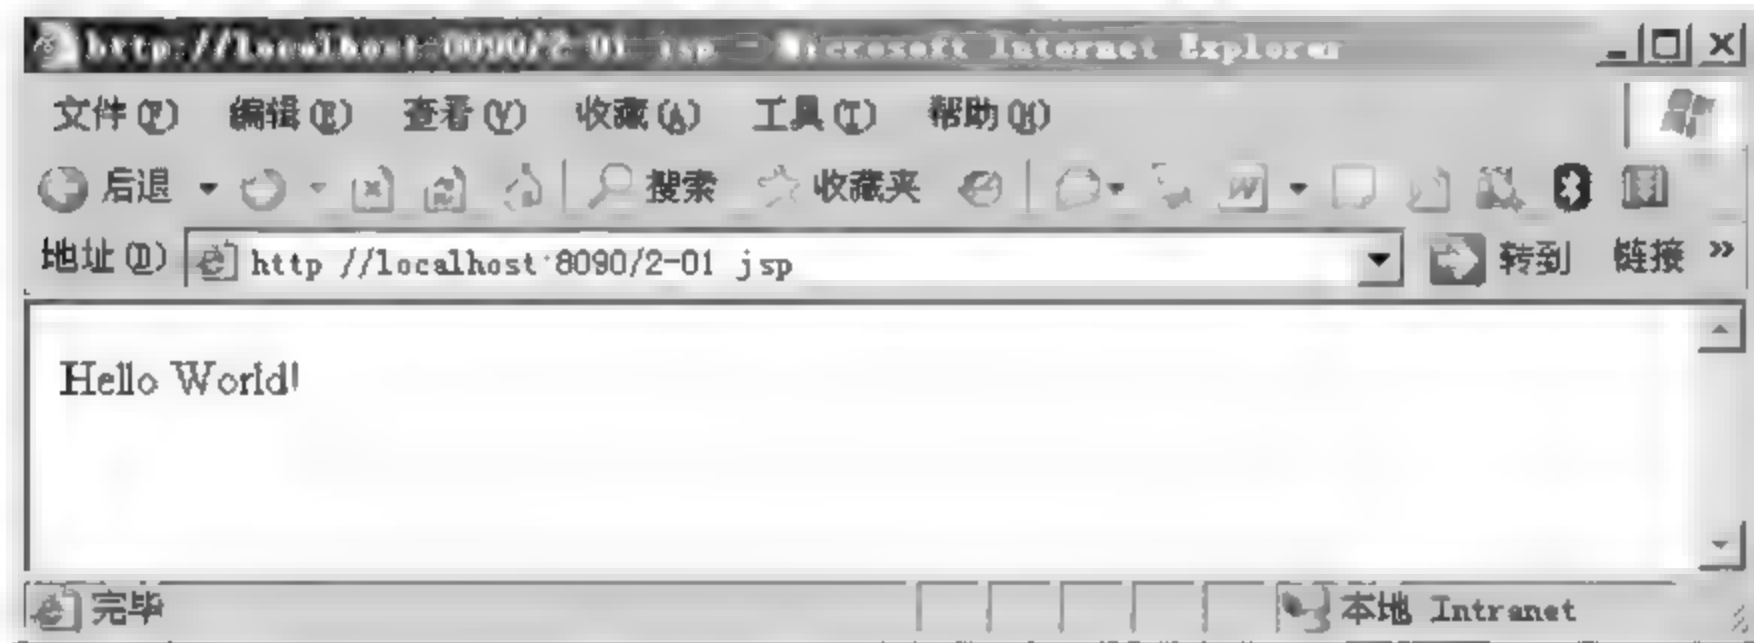 http://localhost:8090/2-01 jsp - Microsoft Internet Explorer
文件(F) 编辑(E) 查看(V) 收藏(A) 工具(T) 帮助(H)
后退 搜索 收藏夹
地址(D) http //localhost:8090/2-01 jsp 转到 链接 »
Hello World!
完毕 本地 Intranet